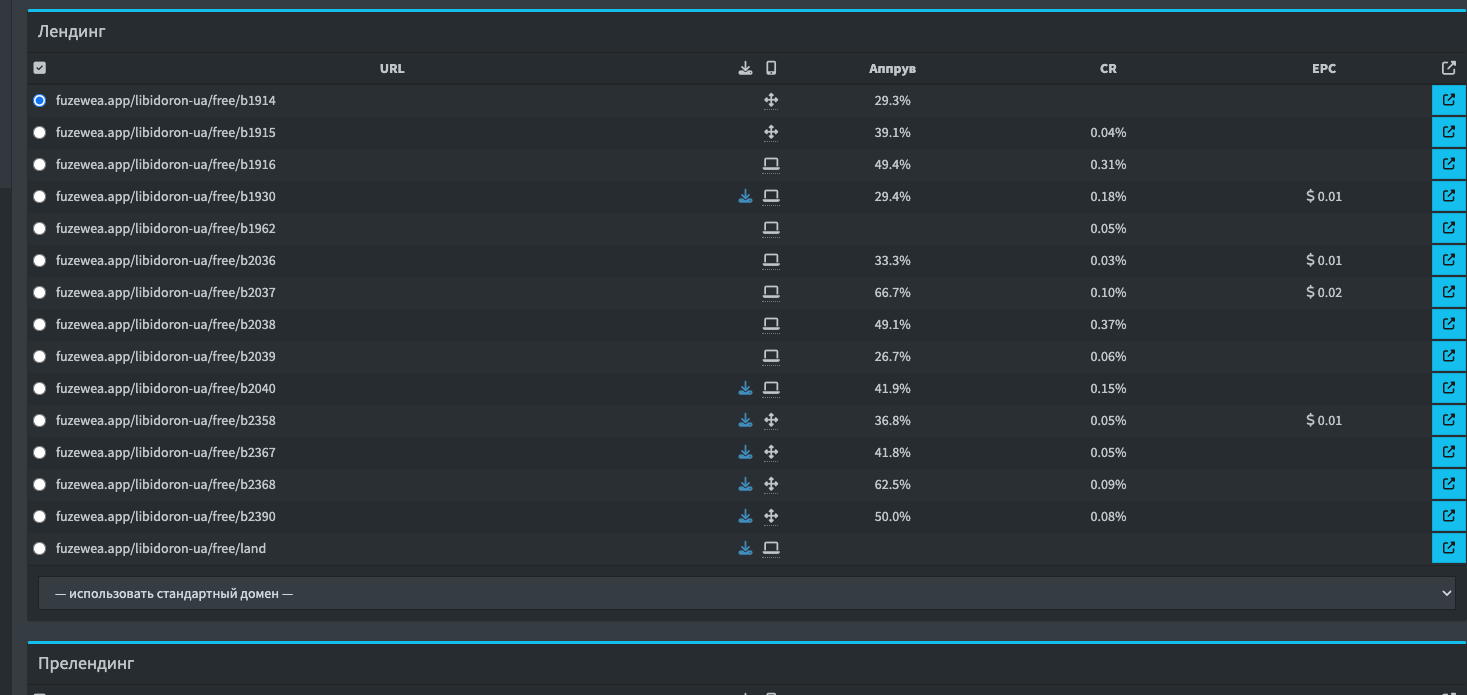 Лендинг
URL Аппрув CR EPC
fuzewea.app/libidoron-ua/free/b1914 29.3%
fuzewea.app/libidoron-ua/free/b1915 39.1% 0.04%
fuzewea.app/libidoron-ua/free/b1916 49.4% 0.31%
fuzewea.app/libidoron-ua/free/b1930 29.4% 0.18% $ 0.01
fuzewea.app/libidoron-ua/free/b1962 0.05%
fuzewea.app/libidoron-ua/free/b2036 33.3% 0.03% $ 0.01
fuzewea.app/libidoron-ua/free/b2037 66.7% 0.10% $ 0.02
fuzewea.app/libidoron-ua/free/b2038 49.1% 0.37%
fuzewea.app/libidoron-ua/free/b2039 26.7% 0.06%
fuzewea.app/libidoron-ua/free/b2040 41.9% 0.15%
fuzewea.app/libidoron-ua/free/b2358 36.8% 0.05% $ 0.01
fuzewea.app/libidoron-ua/free/b2367 41.8% 0.05%
fuzewea.app/libidoron-ua/free/b2368 62.5% 0.09%
fuzewea.app/libidoron-ua/free/b2390 50.0% 0.08%
fuzewea.app/libidoron-ua/free/land
— использовать стандартный домен —
Прелендинг